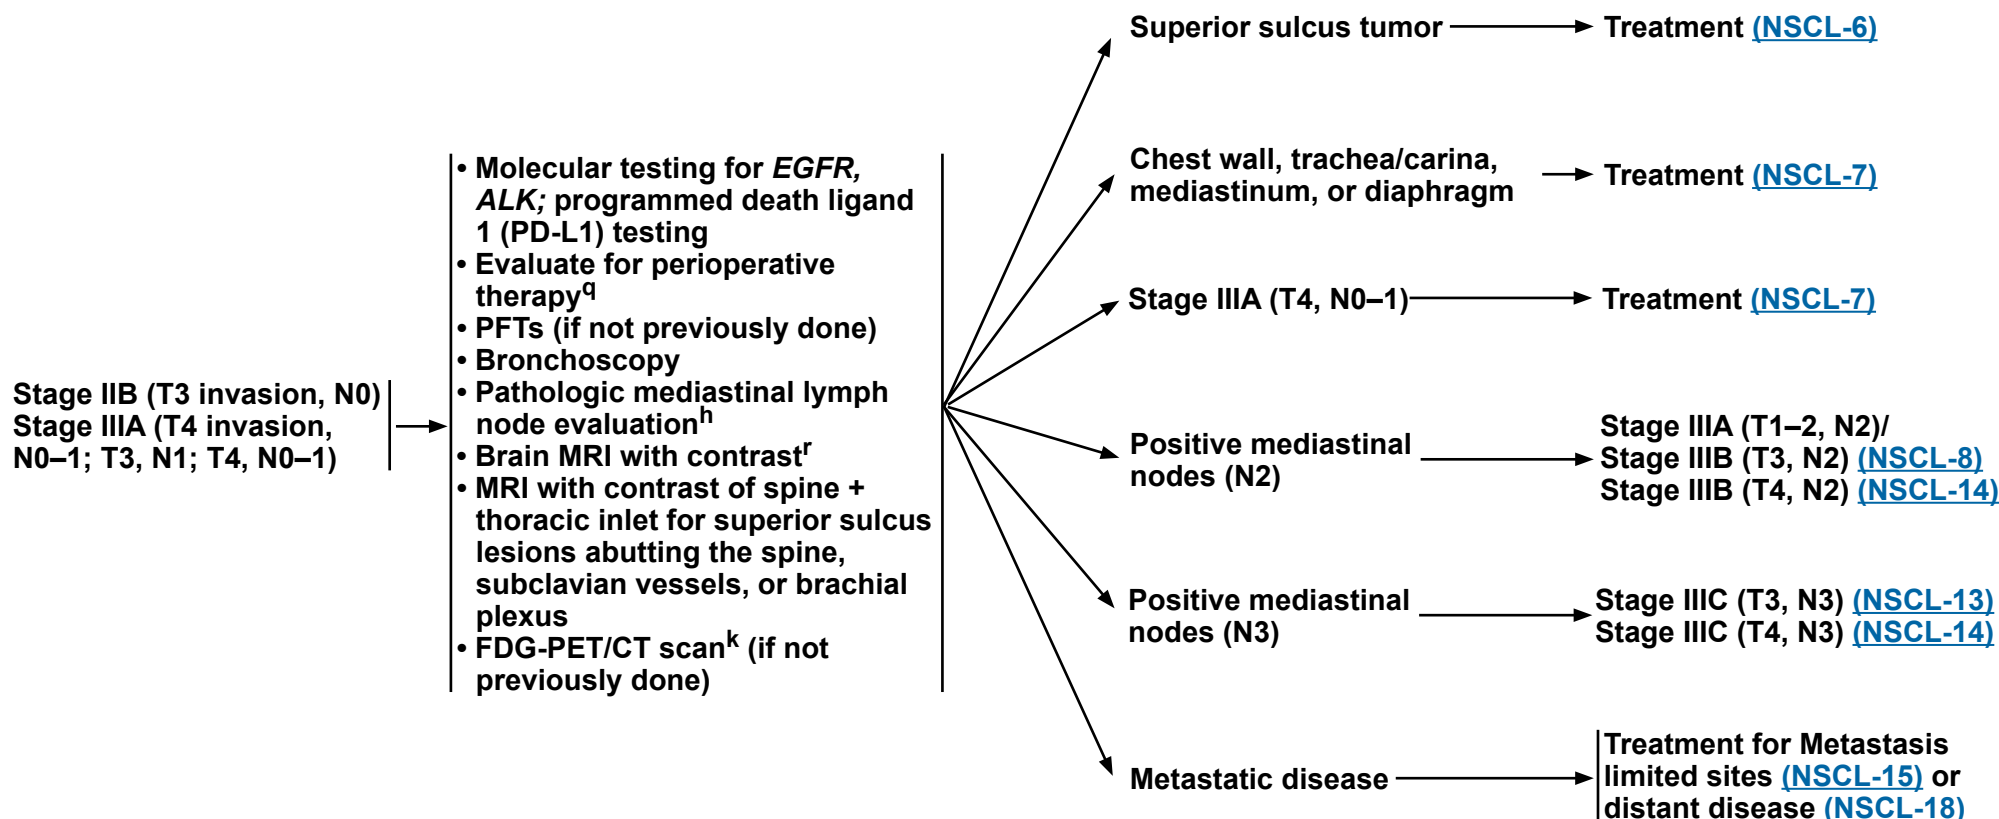 Stage IIB (T3 invasion, N0)
Stage IIIA (T4 invasion,
N0–1; T3, N1; T4, N0–1)
• Molecular testing for EGFR,
ALK; programmed death ligand
1 (PD-L1) testing
• Evaluate for perioperative
therapyq
• PFTs (if not previously done)
• Bronchoscopy
• Pathologic mediastinal lymph
node evaluationh
• Brain MRI with contrastr
• MRI with contrast of spine +
thoracic inlet for superior sulcus
lesions abutting the spine,
subclavian vessels, or brachial
plexus
• FDG-PET/CT scank (if not
previously done)
Superior sulcus tumor
Treatment (NSCL-6)
Chest wall, trachea/carina,
mediastinum, or diaphragm
Treatment (NSCL-7)
Stage IIIA (T4, N0–1)
Treatment (NSCL-7)
Positive mediastinal
nodes (N2)
Stage IIIA (T1–2, N2)/
Stage IIIB (T3, N2) (NSCL-8)
Stage IIIB (T4, N2) (NSCL-14)
Positive mediastinal
nodes (N3)
Stage IIIC (T3, N3) (NSCL-13)
Stage IIIC (T4, N3) (NSCL-14)
Metastatic disease
Treatment for Metastasis
limited sites (NSCL-15) or
distant disease (NSCL-18)